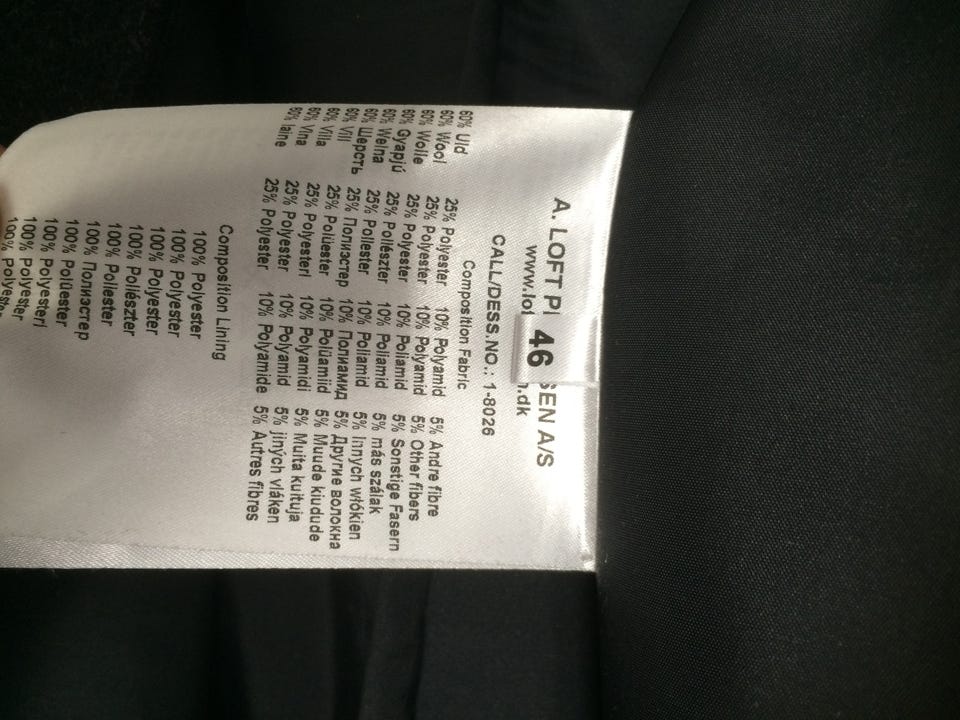 A. LOFT
SEN A/S
46
CALL/DESS.NO.: 1-8026
Composition Fabric
60% Uld 25% Polyester 10% Polyamid 5% Andre fibre
60% Wool 25% Polyester 10% Polyamid 5% Other fibers
60% Wolle 25% Polyester 10% Polyamid 5% Sonstige Fasern
60% Gyapjú 25% Poliészter 10% Poliamid 5% más szálak
60% Wełna 25% Poliester 10% Poliamid 5% Innych włókien
60% Шерсть 25% Полиэстер 10% Полиамид 5% Другие волокна
60% Vill 25% Polüester 10% Polüamiid 5% Muude kiudude
60% Villa 25% Polyesteri 10% Polyamidi 5% Muita kuituja
60% Vlna 25% Polyester 10% Polyamid 5% jiných vláken
60% laine 25% Polyester 10% Polyamide 5% Autres fibres
Composition Lining
100% Polyester
100% Polyester
100% Polyester
100% Poliészter
100% Poliester
100% Полиэстер
100% Polüester
100% Polyesteri
100% Polyester
100% Polyester